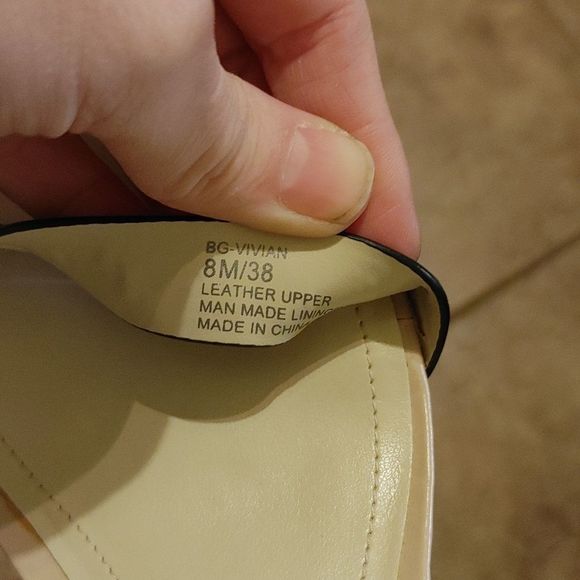 BG-VIVIAN
8M/38
LEATHER UPPER
MAN MADE LINING
MADE IN CHINA